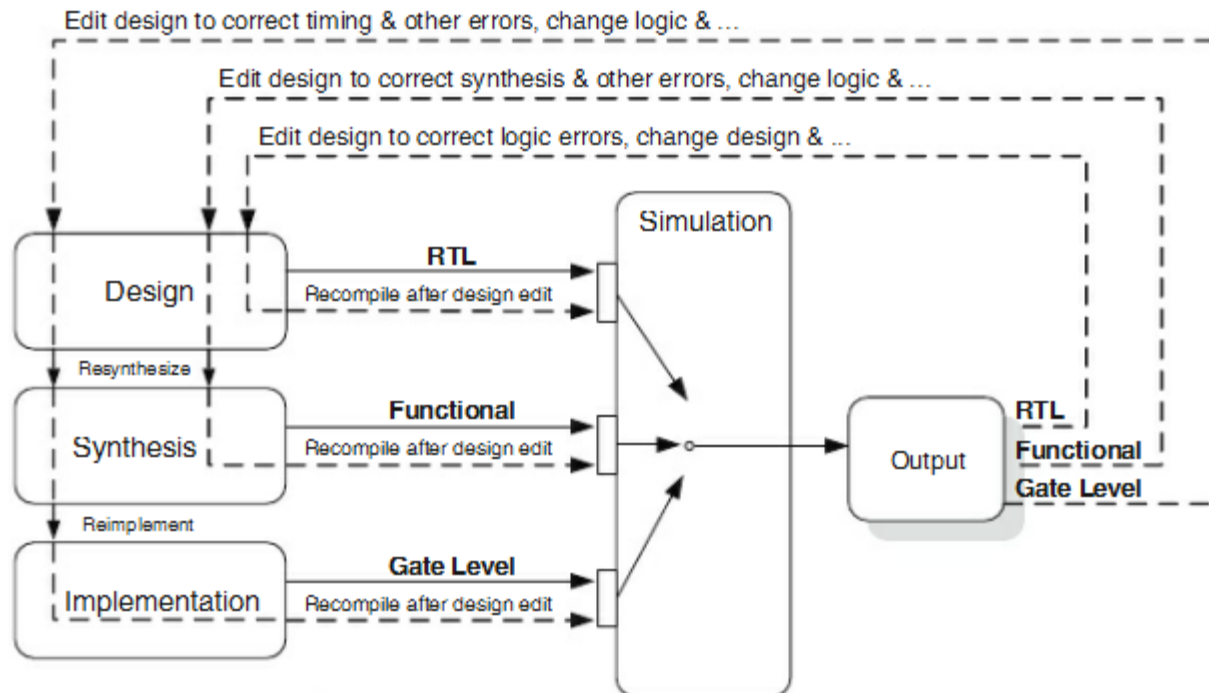 Edit design to correct timing & other errors, change logic & ...
Edit design to correct synthesis & other errors, change logic & ...
Edit design to correct logic errors, change design & ...
Simulation
RTL
Design
Recompile after design edit
Resynthesize
Functional
Synthesis
Recompile after design edit
Reimplement
Gate Level
Implementation
Recompile after design edit
Output
RTL
Functional
Gate Level